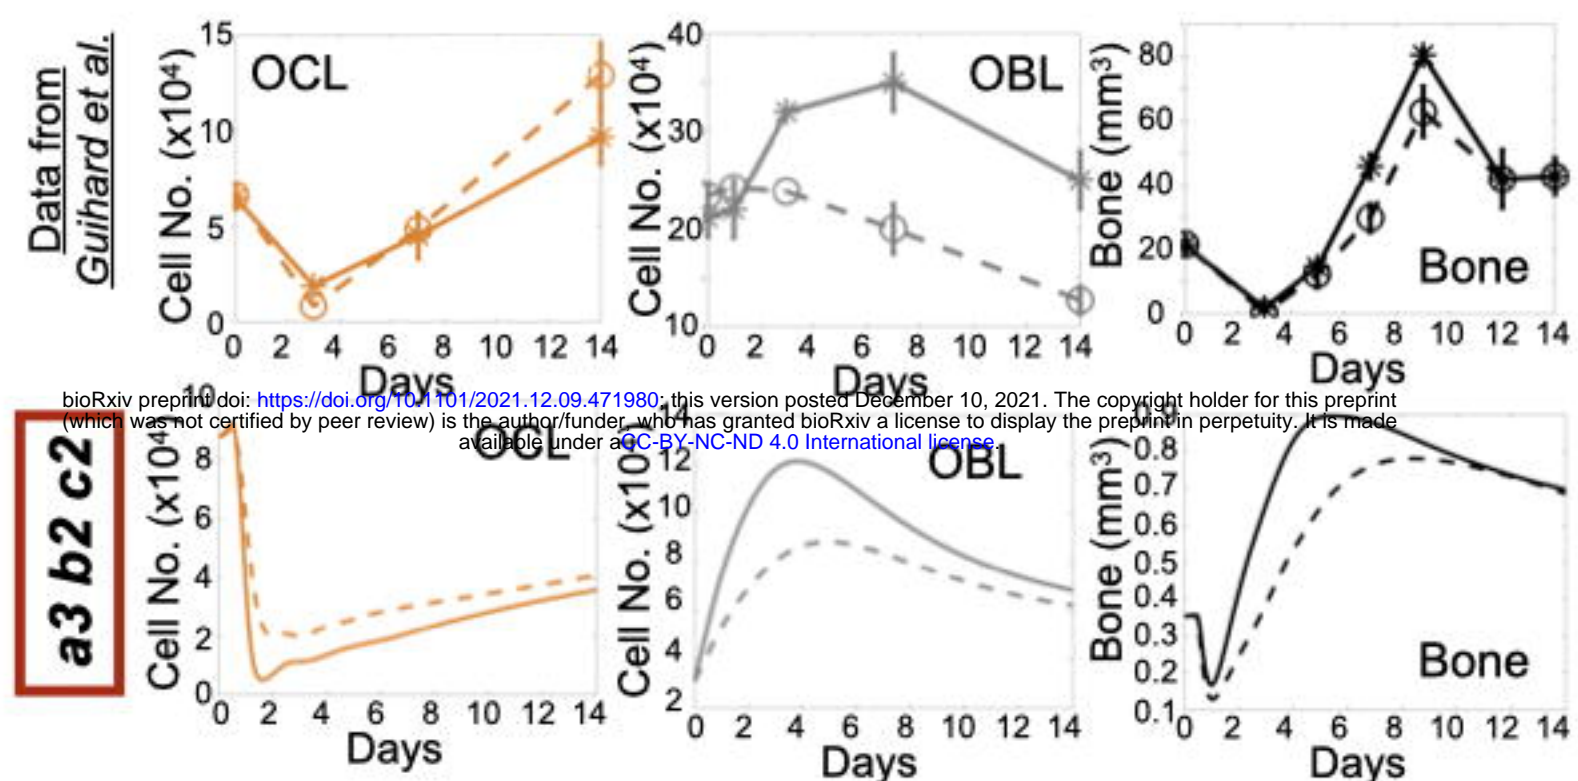 Data from
Guihard et al.
15
10
5
0
Cell No. (x10⁴)
OCL
0 2 4 6 8 10 12 14
Days
40
30
20
10
Cell No. (x10⁴)
OBL
0 2 4 6 8 10 12 14
Days
80
60
40
20
0
Bone (mm³)
Bone
0 2 4 6 8 10 12 14
Days
bioRxiv preprint doi: https://doi.org/10.1101/2021.12.09.471980; this version posted December 10, 2021. The copyright holder for this preprint
(which was not certified by peer review) is the author/funder, who has granted bioRxiv a license to display the preprint in perpetuity. It is made
available under aCC-BY-NC-ND 4.0 International license.
a3 b2 c2
10
8
6
4
2
0
Cell No. (x10⁴)
OCL
0 2 4 6 8 10 12 14
Days
14
12
10
8
6
4
2
Cell No. (x10⁴)
OBL
0 2 4 6 8 10 12 14
Days
0.9
0.8
0.7
0.6
0.5
0.4
0.3
0.2
0.1
Bone (mm³)
Bone
0 2 4 6 8 10 12 14
Days